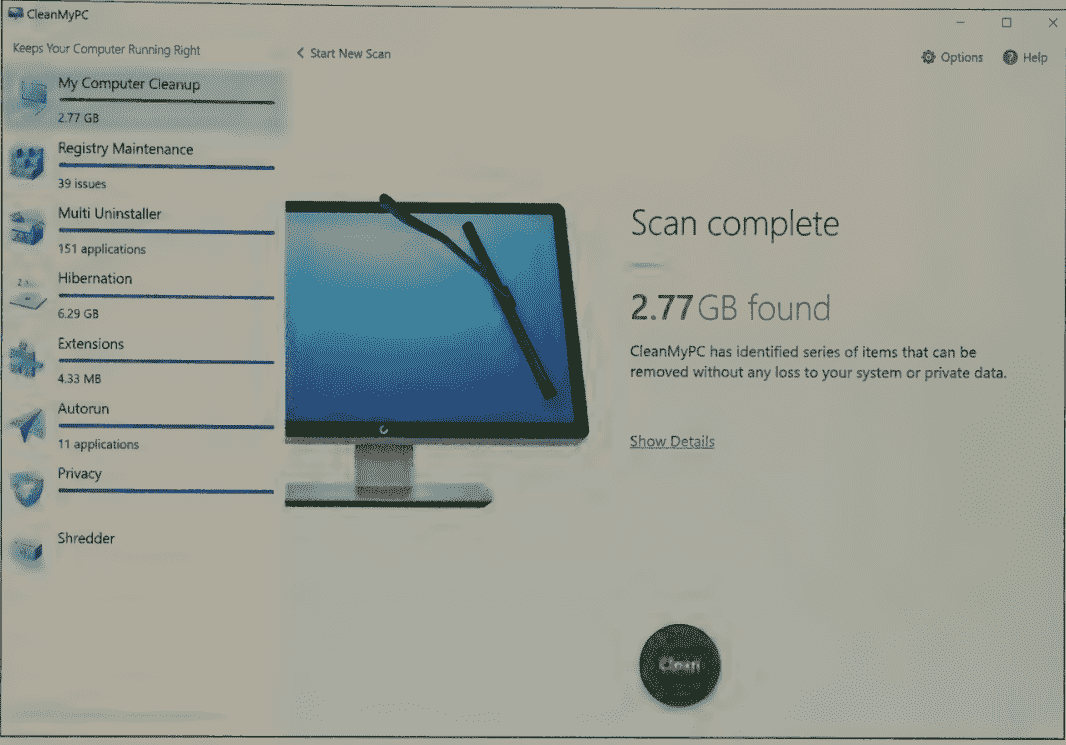 CleanMyPC
Keeps Your Computer Running Right
Start New Scan
Options
Help
My Computer Cleanup
2.77 GB
Registry Maintenance
39 issues
Multi Uninstaller
151 applications
Hibernation
6.29 GB
Extensions
4.33 MB
Autorun
11 applications
Privacy
Shredder
Scan complete
2.77 GB found
CleanMyPC has identified series of items that can be
removed without any loss to your system or private data.
Show Details
Clean